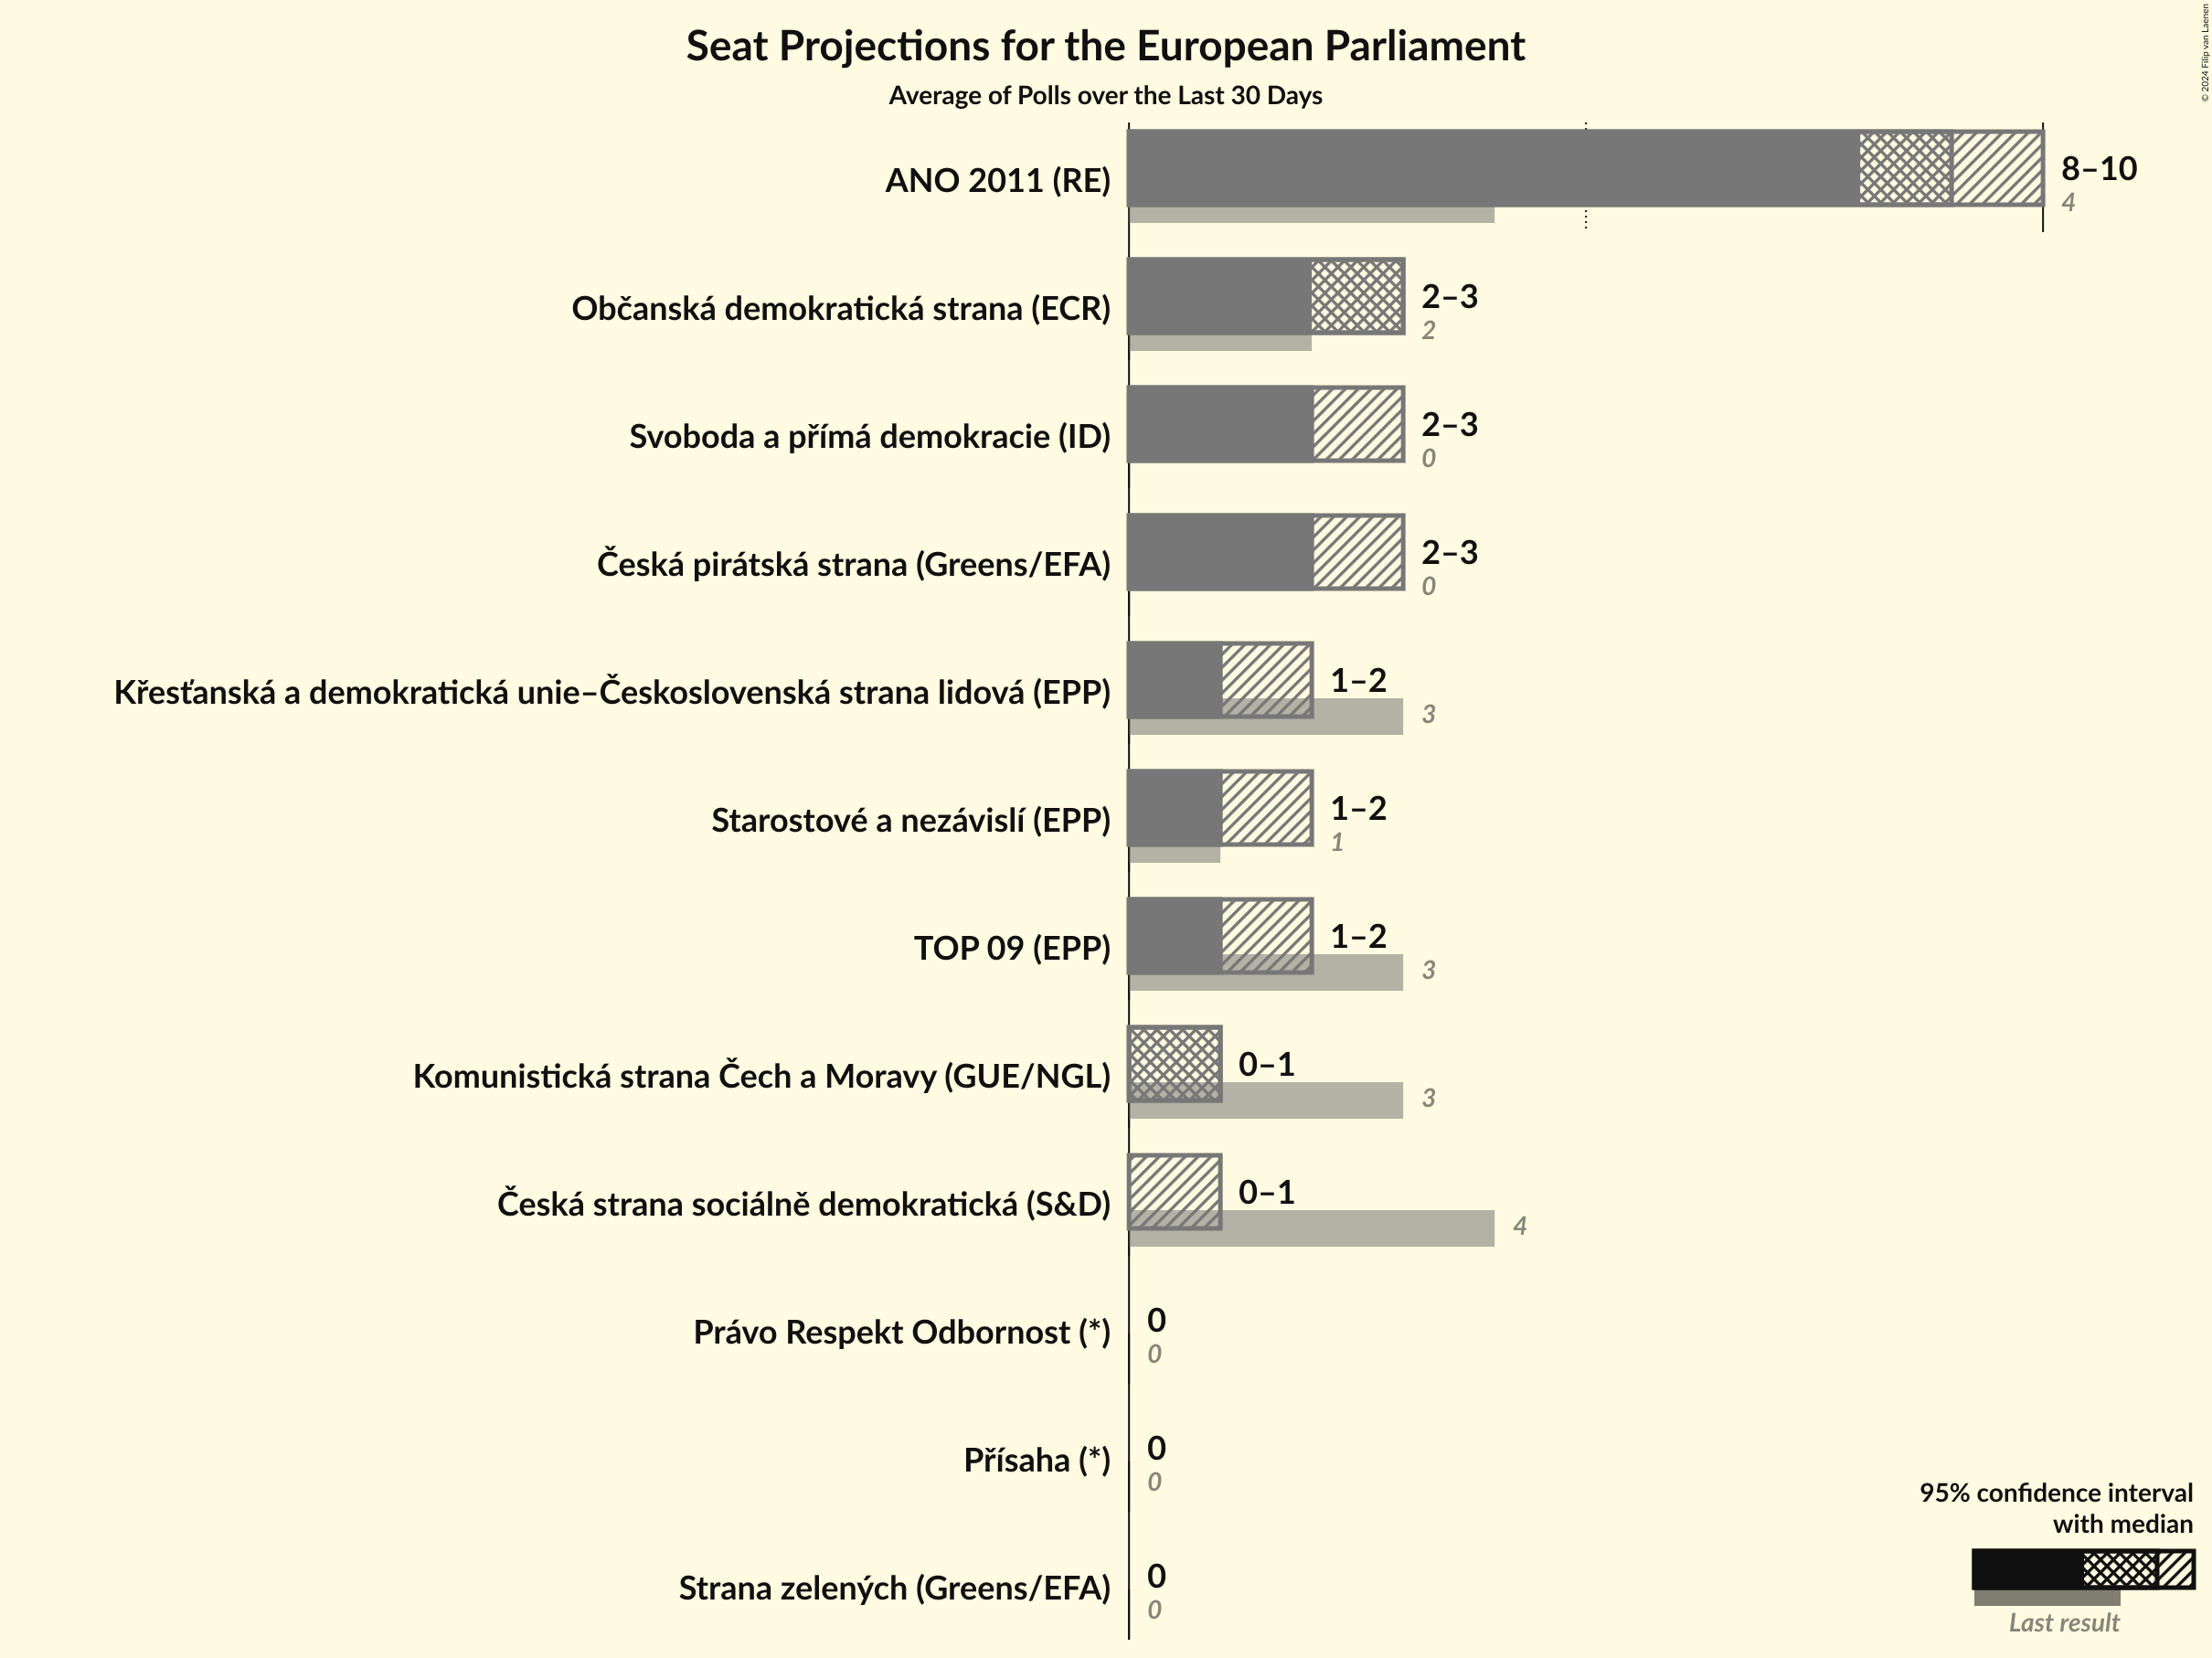 Seat Projections for the European Parliament
Average of Polls over the Last 30 Days
© 2024 Filip van Laenen
ANO 2011 (RE)
8–10
4
Občanská demokratická strana (ECR)
2–3
2
Svoboda a přímá demokracie (ID)
2–3
0
Česká pirátská strana (Greens/EFA)
2–3
0
Křesťanská a demokratická unie–Československá strana lidová (EPP)
1–2
3
Starostové a nezávislí (EPP)
1–2
1
TOP 09 (EPP)
1–2
3
Komunistická strana Čech a Moravy (GUE/NGL)
0–1
3
Česká strana sociálně demokratická (S&D)
0–1
4
Právo Respekt Odbornost (*)
0
0
Přísaha (*)
0
0
Strana zelených (Greens/EFA)
0
0
95% confidence interval
with median
Last result